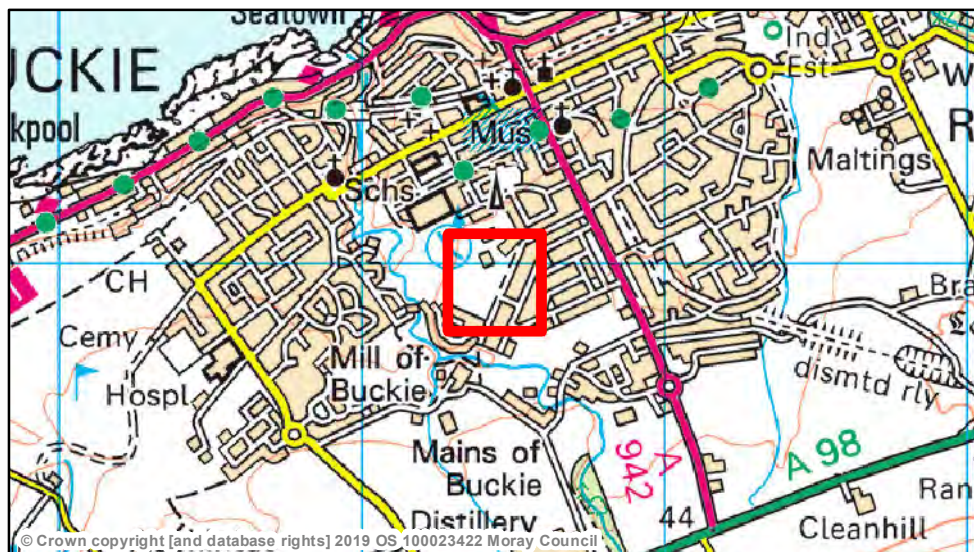 Seatown
UCKIE
kpool
Ind
Est
W
R
Mus
Maltings
Schs
CH
Bra
Cemy
Mill of
Buckie
Hospl
dismtd rly
Mains of
Buckie
Distillery
A 942
A 98
Ran
44
Cleanhill
© Crown copyright [and database rights] 2019 OS 100023422 Moray Council